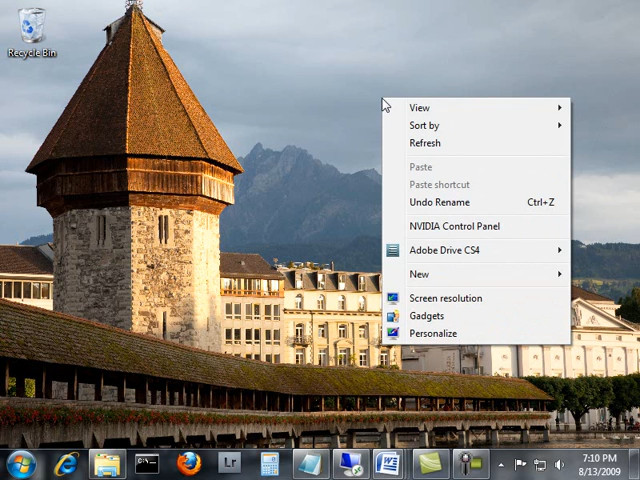 Recycle Bin
View
Sort by
Refresh
Paste
Paste shortcut
Undo Rename Ctrl+Z
NVIDIA Control Panel
Adobe Drive CS4
New
Screen resolution
Gadgets
Personalize
Lr
7:10 PM
8/13/2009